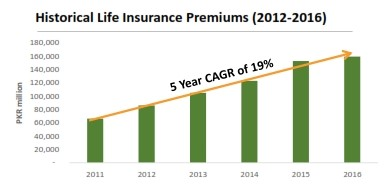 Historical Life Insurance Premiums (2012-2016)
180,000
160,000
140,000
120,000
100,000
80,000
60,000
40,000
20,000
-
PKR million
5 Year CAGR of 19%
2011 2012 2013 2014 2015 2016